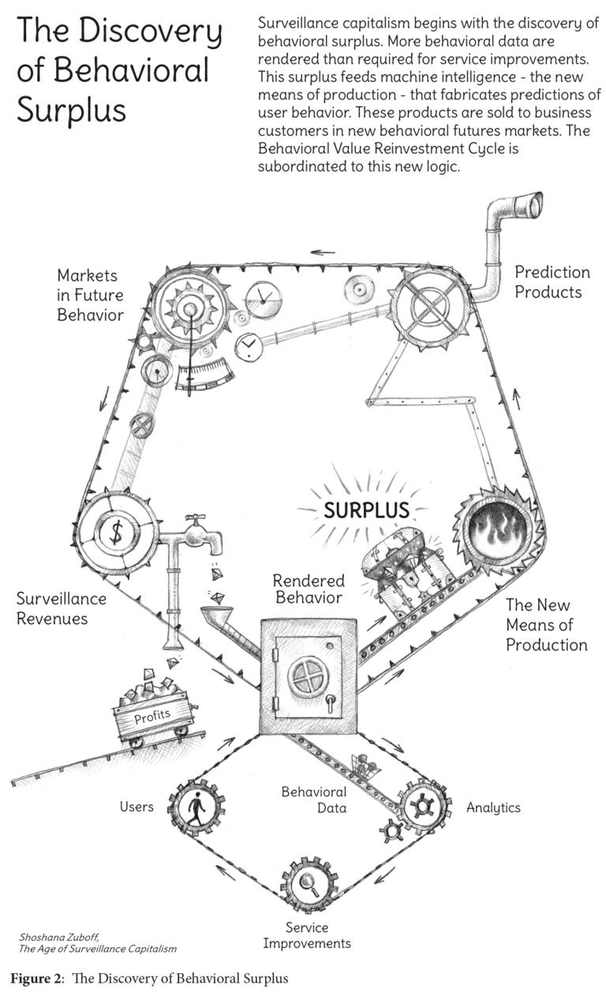 The Discovery
of Behavioral
Surplus
Surveillance capitalism begins with the discovery of
behavioral surplus. More behavioral data are
rendered than required for service improvements.
This surplus feeds machine intelligence - the new
means of production - that fabricates predictions of
user behavior. These products are sold to business
customers in new behavioral futures markets. The
Behavioral Value Reinvestment Cycle is
subordinated to this new logic.
Markets
in Future
Behavior
Prediction
Products
SURPLUS
$
Rendered
Behavior
Surveillance
Revenues
The New
Means of
Production
Profits
Users
Behavioral
Data
Analytics
Service
Improvements
Shoshana Zuboff,
The Age of Surveillance Capitalism
Figure 2: The Discovery of Behavioral Surplus